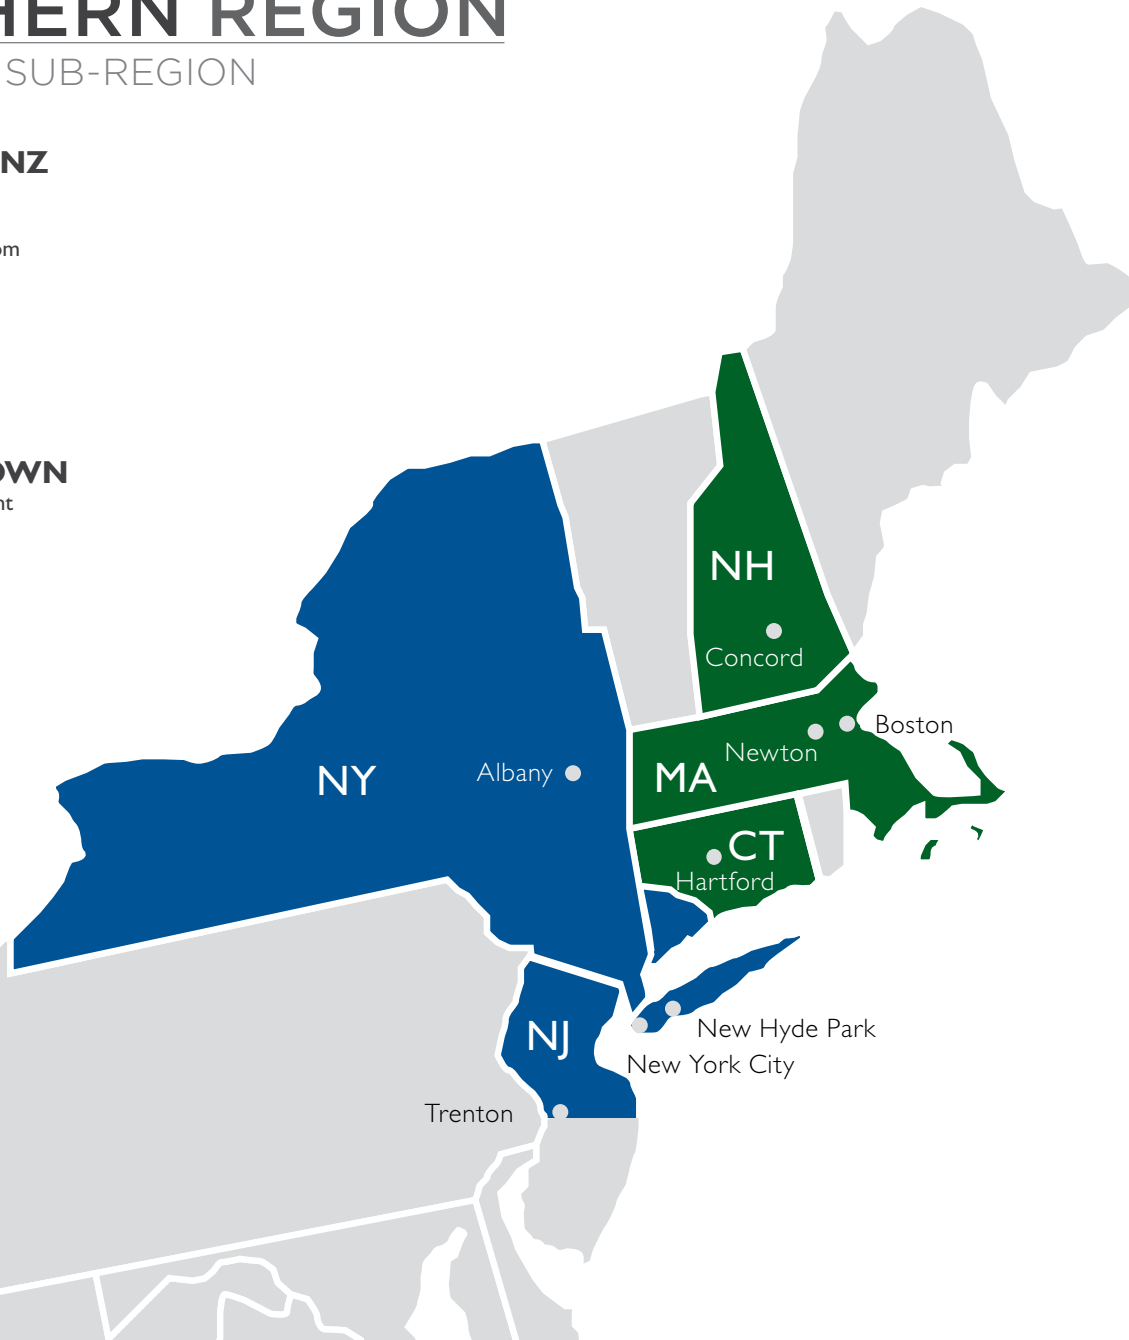 HERN REGION
SUB-REGION
NZ
om
OWN
nt
NH
Concord
Boston
Newton
NY
Albany
MA
CT
Hartford
NJ
New Hyde Park
New York City
Trenton